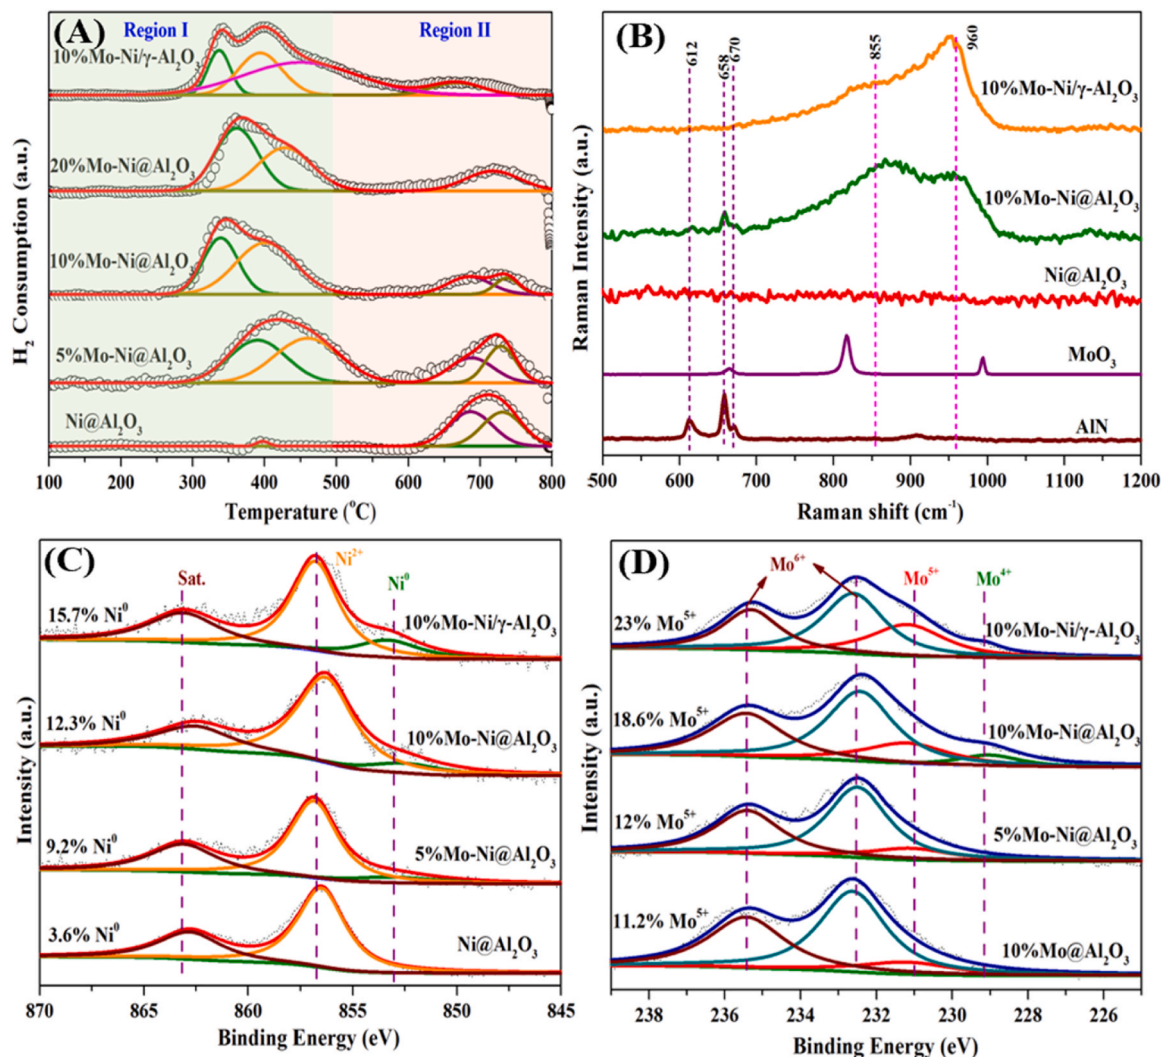 (A)
Region I
Region II
10%Mo-Ni/γ-Al₂O₃
20%Mo-Ni@Al₂O₃
10%Mo-Ni@Al₂O₃
5%Mo-Ni@Al₂O₃
Ni@Al₂O₃
H₂ Consumption (a.u.)
100 200 300 400 500 600 700 800
Temperature (°C)
(B)
612
658
670
855
960
10%Mo-Ni/γ-Al₂O₃
10%Mo-Ni@Al₂O₃
Ni@Al₂O₃
MoO₃
AlN
Raman Intensity (a.u.)
500 600 700 800 900 1000 1100 1200
Raman shift (cm⁻¹)
(C)
Sat.
Ni²⁺
Ni⁰
15.7% Ni⁰
10%Mo-Ni/γ-Al₂O₃
12.3% Ni⁰
10%Mo-Ni@Al₂O₃
9.2% Ni⁰
5%Mo-Ni@Al₂O₃
3.6% Ni⁰
Ni@Al₂O₃
Intensity (a.u.)
870 865 860 855 850 845
Binding Energy (eV)
(D)
Mo⁶⁺
Mo⁵⁺
Mo⁴⁺
23% Mo⁵⁺
10%Mo-Ni/γ-Al₂O₃
18.6% Mo⁵⁺
10%Mo-Ni@Al₂O₃
12% Mo⁵⁺
5%Mo-Ni@Al₂O₃
11.2% Mo⁵⁺
10%Mo@Al₂O₃
Intensity (a.u.)
238 236 234 232 230 228 226
Binding Energy (eV)